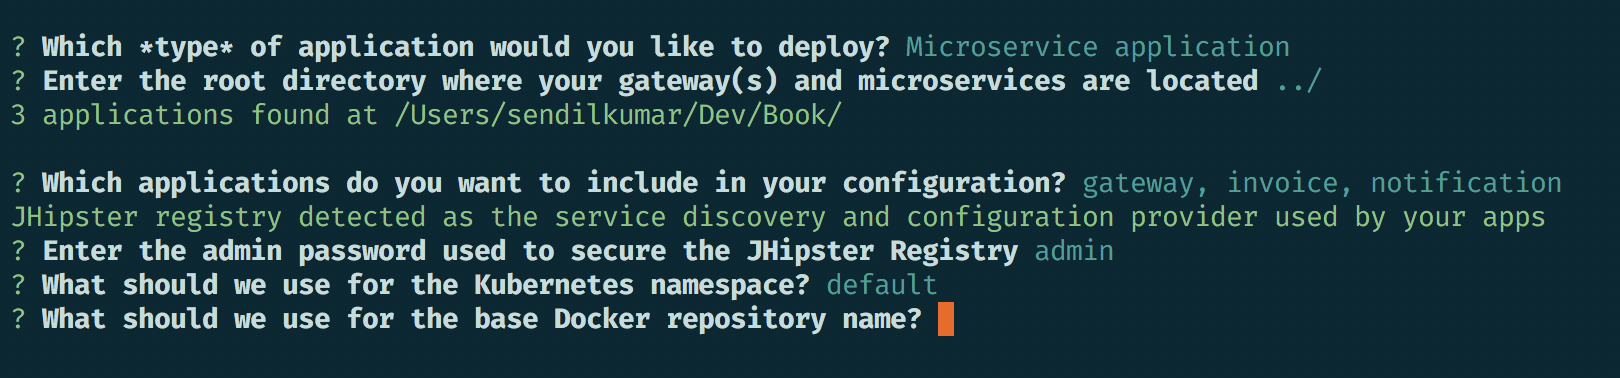 ? Which *type* of application would you like to deploy? Microservice application
? Enter the root directory where your gateway(s) and microservices are located ../
3 applications found at /Users/sendilkumar/Dev/Book/
? Which applications do you want to include in your configuration? gateway, invoice, notification
JHipster registry detected as the service discovery and configuration provider used by your apps
? Enter the admin password used to secure the JHipster Registry admin
? What should we use for the Kubernetes namespace? default
? What should we use for the base Docker repository name?